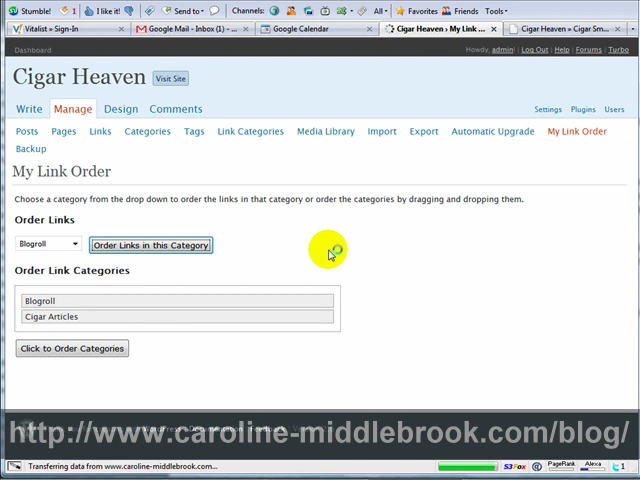 Stumble! 1 I like it! Send to Channels: All Favorites Friends Tools
Vitalist » Sign-In Google Mail - Inbox (1) - ... Google Calendar Cigar Heaven › My Link ... Cigar Heaven » Cigar Sm...
Dashboard Howdy, admin! | Log Out | Help | Forums | Turbo
Cigar Heaven Visit Site
Write Manage Design Comments Settings Plugins Users
Posts Pages Links Categories Tags Link Categories Media Library Import Export Automatic Upgrade My Link Order
Backup
My Link Order
Choose a category from the drop down to order the links in that category or order the categories by dragging and dropping them.
Order Links
Blogroll Order Links in this Category
Order Link Categories
Blogroll
Cigar Articles
Click to Order Categories
http://www.caroline-middlebrook.com/blog/
Transferring data from www.caroline-middlebrook.com... S3Fox PageRank Alexa 1